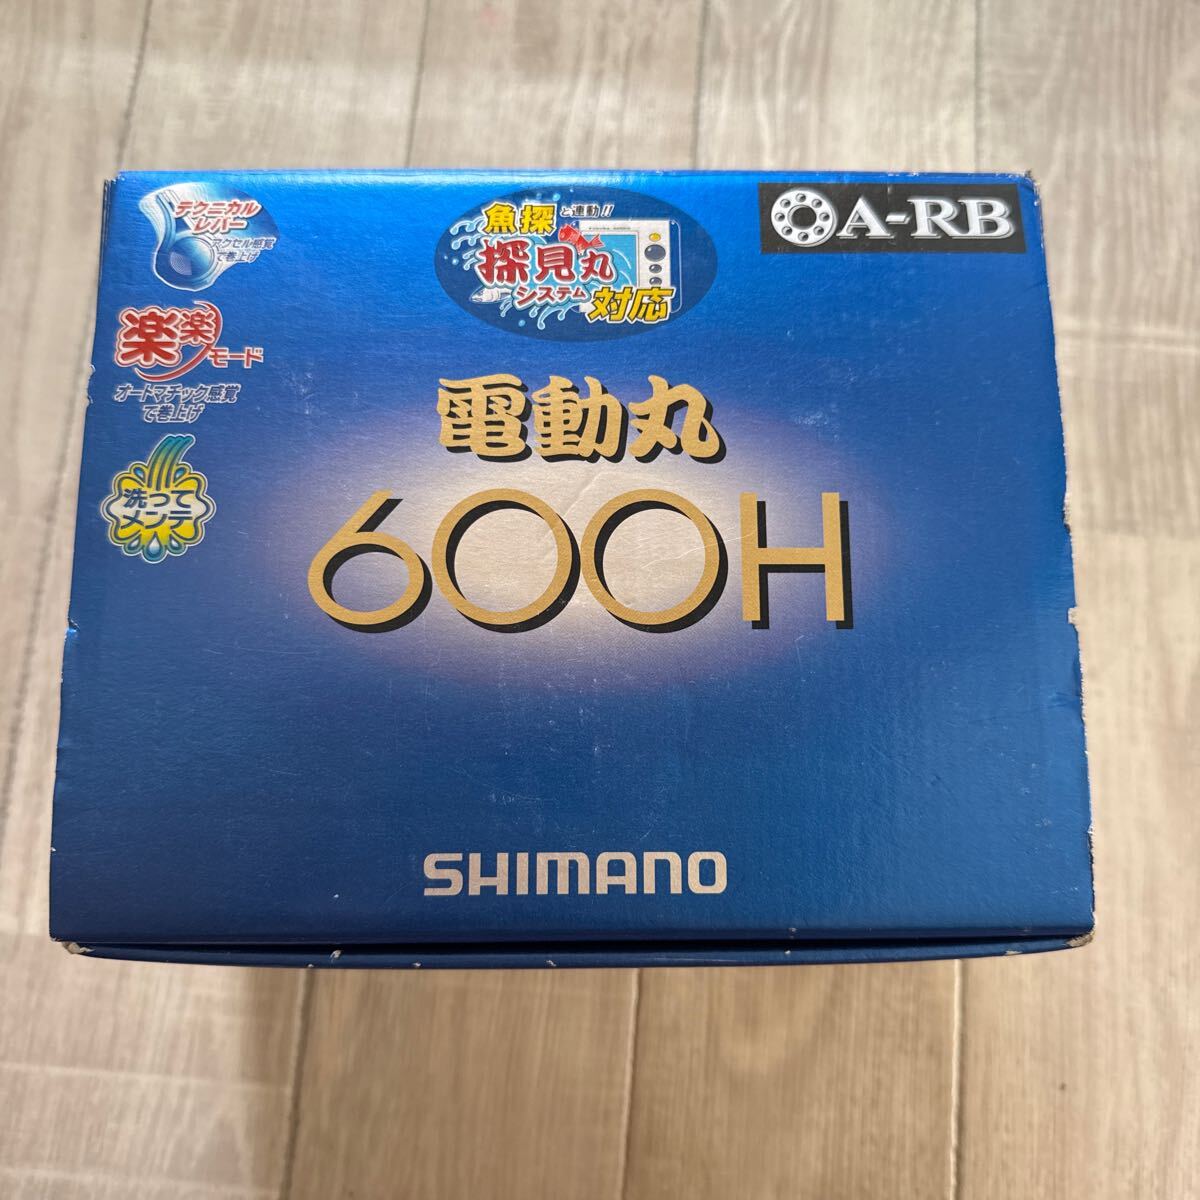 テクニカル
レバー
アクセル感覚
で巻上げ
楽楽モード
オートマチック感覚
で巻上げ
洗って
メンテ
魚探と連動!!
探見丸
システム
対応
A-RB
電動丸
600H
SHIMANO